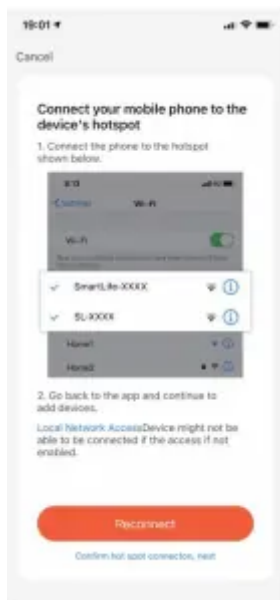 19:01
Cancel
Connect your mobile phone to the
device's hotspot
1. Connect the phone to the hotspot
shown below.
Wi-Fi
Wi-Fi
SmartLife-XXXX
SL-XXXX
Home1
Home2
2. Go back to the app and continue to
add devices.
Local Network AccessDevice might not be
able to be connected if the access if not
enabled.
Reconnect
Confirm hot spot connection, next